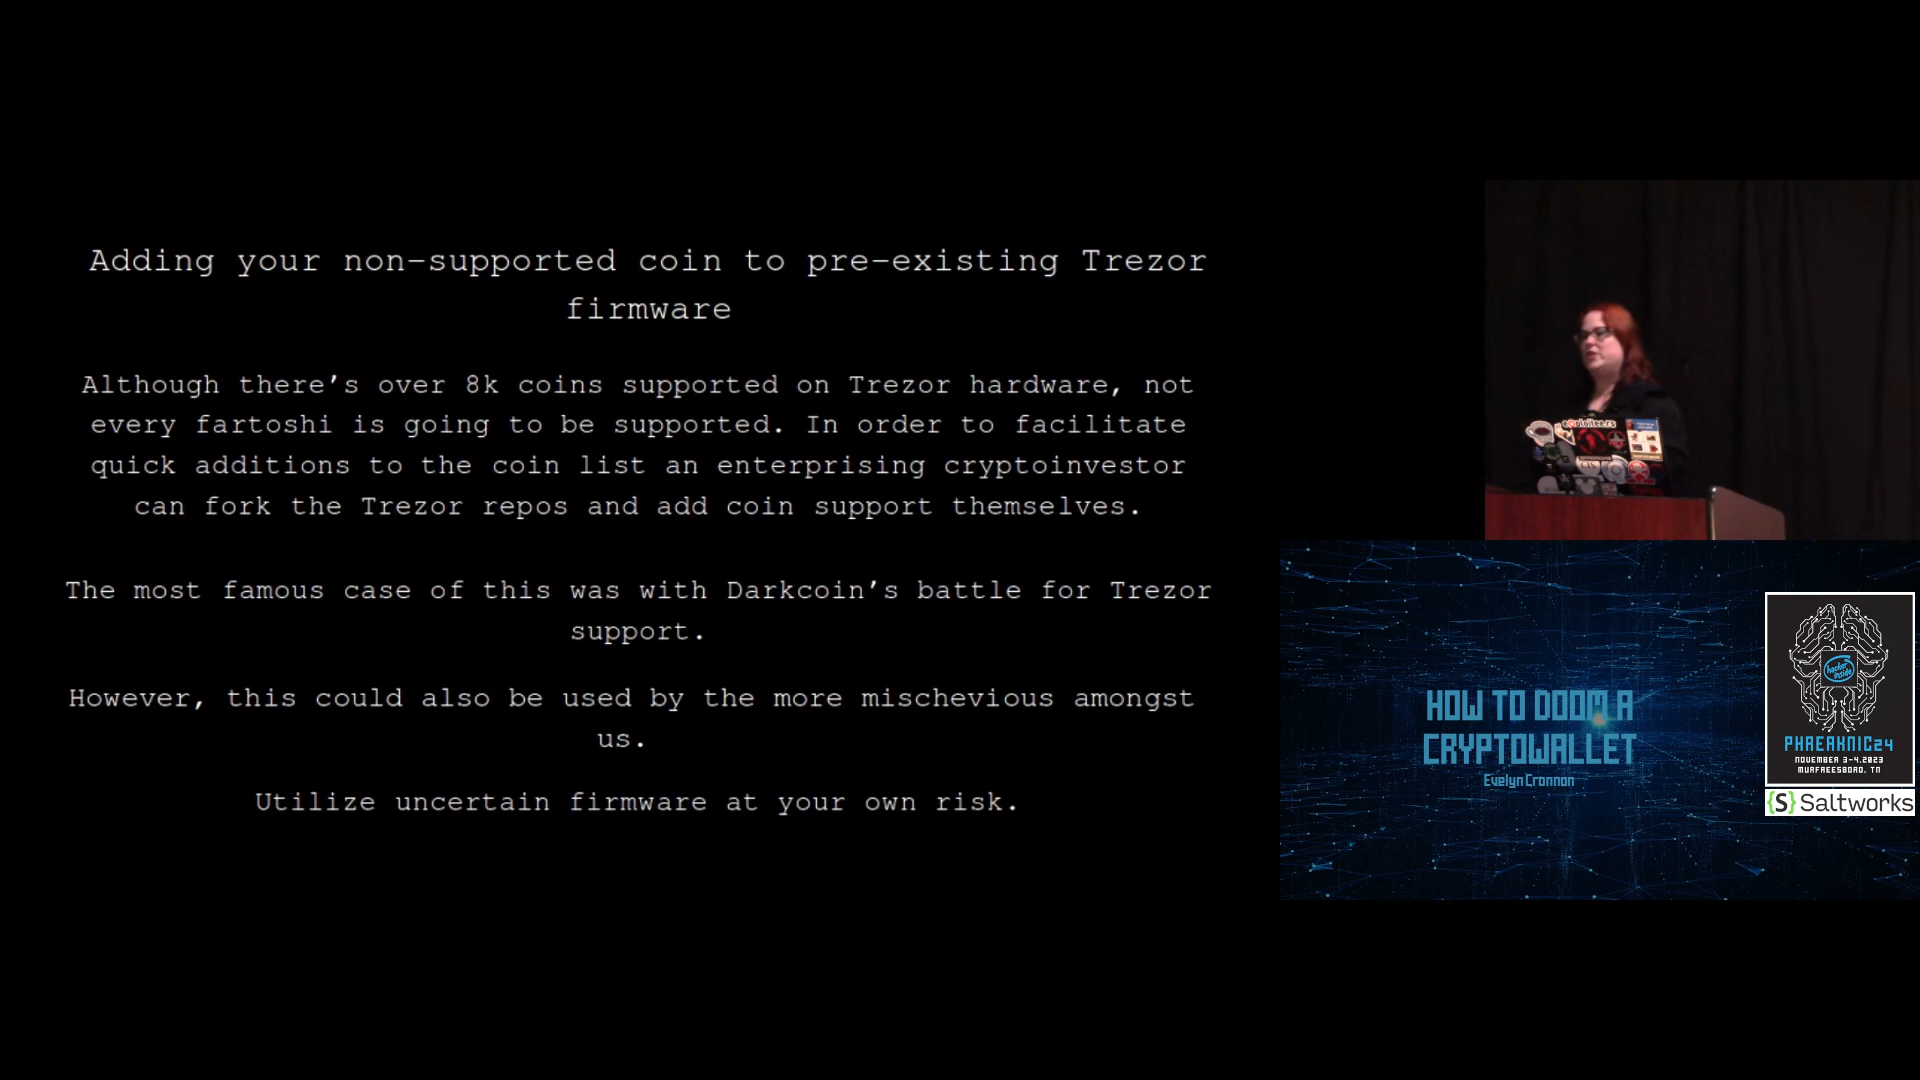 Adding your non-supported coin to pre-existing Trezor
firmware
Although there's over 8k coins supported on Trezor hardware, not
every fartoshi is going to be supported. In order to facilitate
quick additions to the coin list an enterprising cryptoinvestor
can fork the Trezor repos and add coin support themselves.
The most famous case of this was with Darkcoin's battle for Trezor
support.
However, this could also be used by the more mischevious amongst
us.
Utilize uncertain firmware at your own risk.
exploitee.rs
HOW TO DOOM A
CRYPTOWALLET
Evelyn Cronnon
hacker
inside
PHREAKNIC24
NOVEMBER 3-4.2023
MURFREESBORO, TN
{S} Saltworks